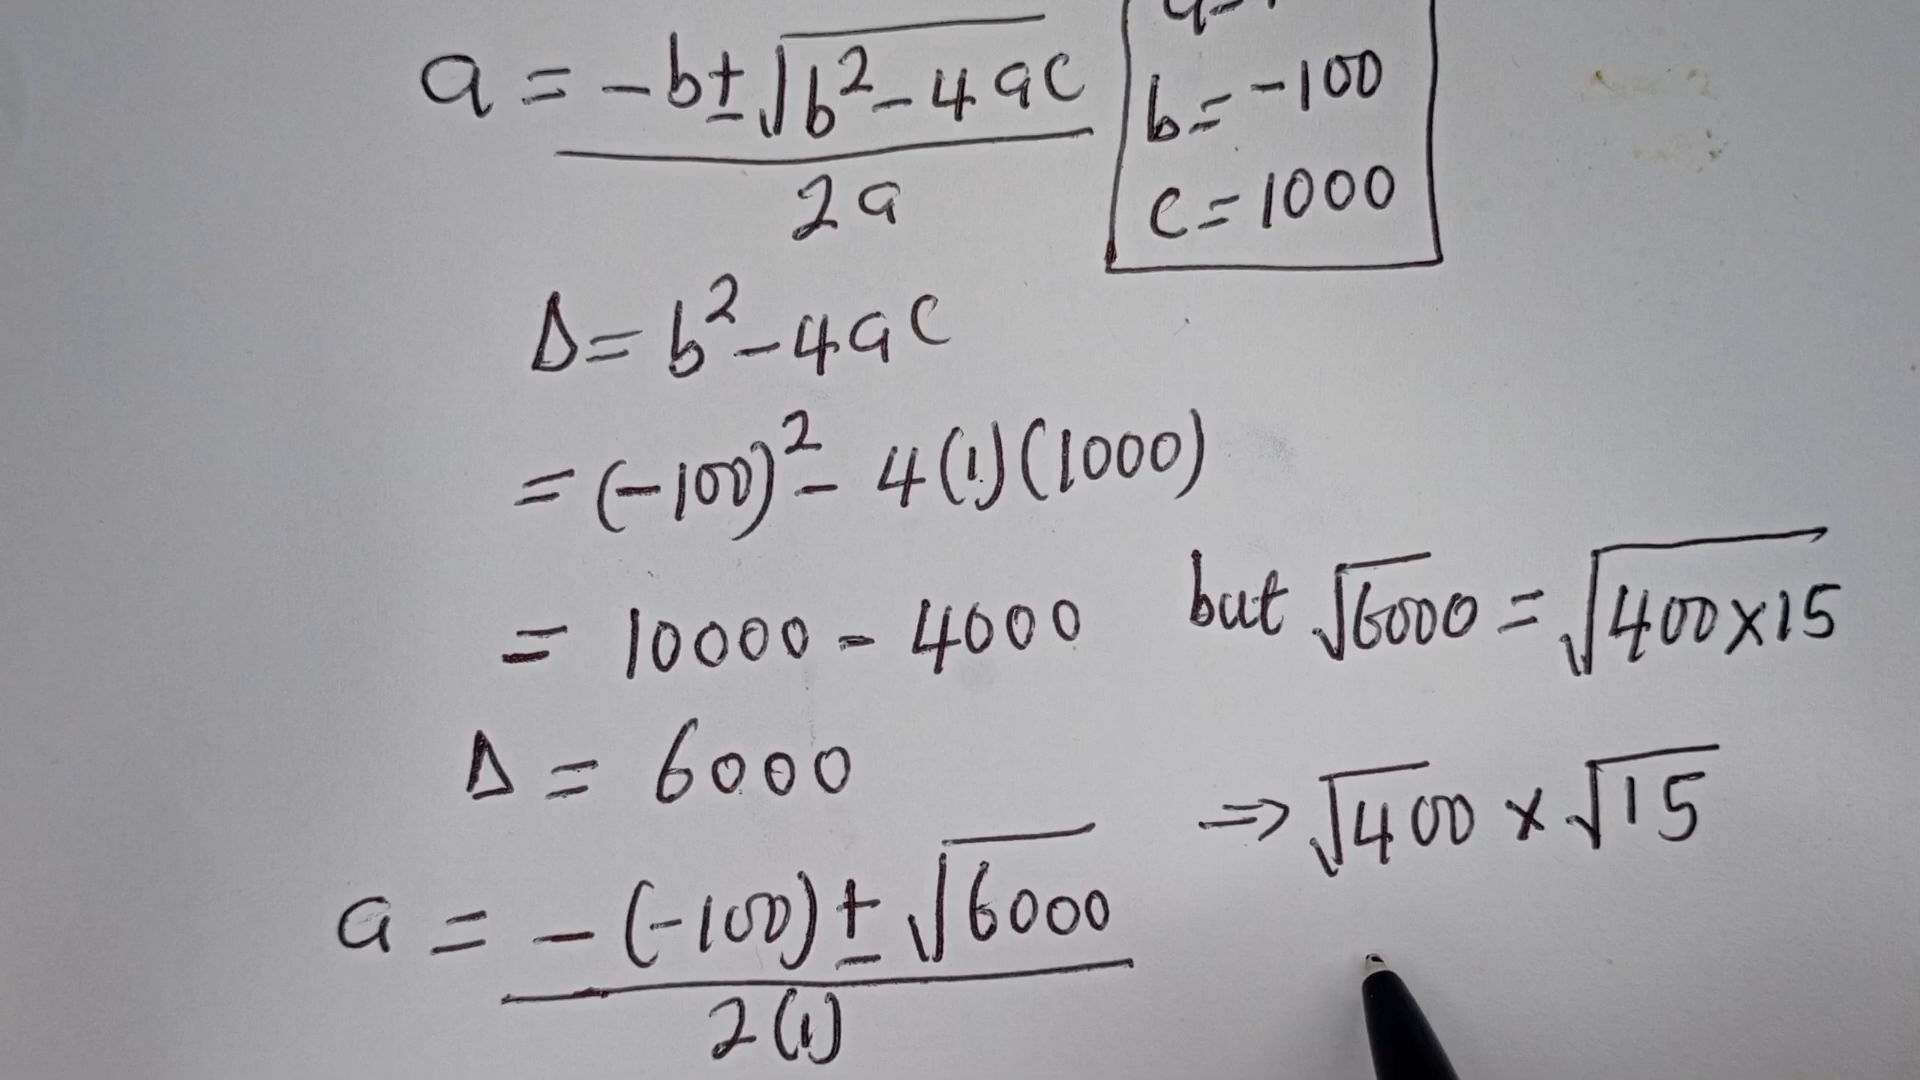 a = -b±√b²-4ac
2a
b = -100
c = 1000
Δ = b²-4ac
= (-100)² - 4(1)(1000)
= 10000 - 4000
but √6000 = √400×15
Δ = 6000
⇒ √400 × √15
a = -(-100) ± √6000
2(1)